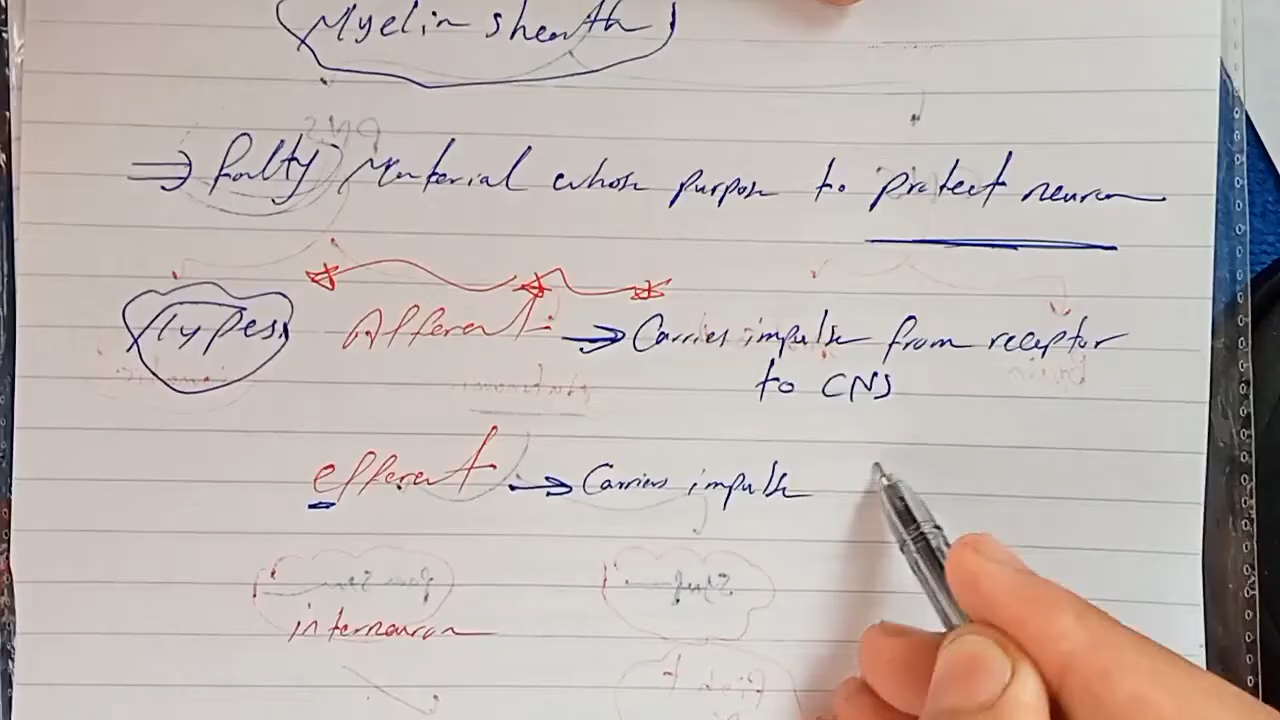 Myelin sheath
⇒ fatty Material whose purpose to protect neuron
Types: Afferent → Carries impulse from receptor
to CNS
efferent → Carries impulse
interneuron